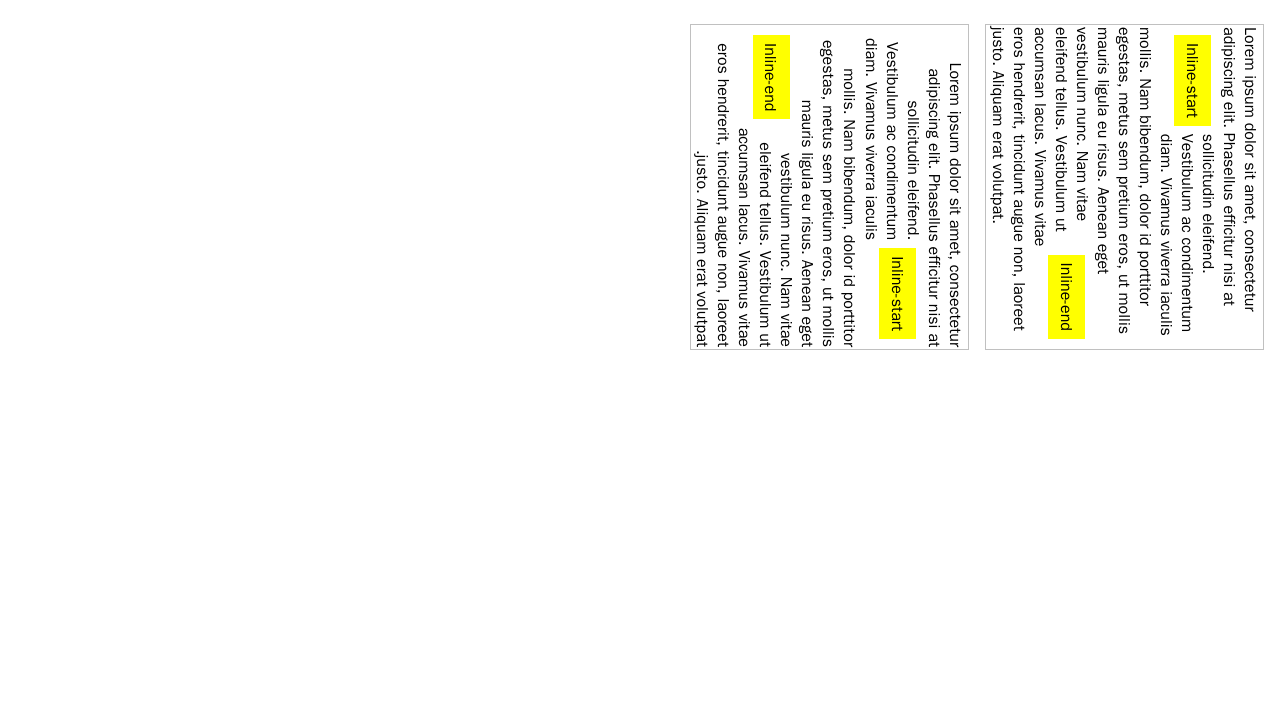 Lorem ipsum dolor sit amet, consectetur
adipiscing elit. Phasellus efficitur nisi at
Inline-start
sollicitudin eleifend.
Vestibulum ac condimentum
diam. Vivamus viverra iaculis
mollis. Nam bibendum, dolor id porttitor
egestas, metus sem pretium eros, ut mollis
mauris ligula eu risus. Aenean eget
vestibulum nunc. Nam vitae
Inline-end
eleifend tellus. Vestibulum ut
accumsan lacus. Vivamus vitae
eros hendrerit, tincidunt augue non, laoreet
justo. Aliquam erat volutpat.
Lorem ipsum dolor sit amet, consectetur
adipiscing elit. Phasellus efficitur nisi at
sollicitudin eleifend.
Inline-start
Vestibulum ac condimentum
diam. Vivamus viverra iaculis
mollis. Nam bibendum, dolor id porttitor
egestas, metus sem pretium eros, ut mollis
mauris ligula eu risus. Aenean eget
vestibulum nunc. Nam vitae
Inline-end
eleifend tellus. Vestibulum ut
accumsan lacus. Vivamus vitae
eros hendrerit, tincidunt augue non, laoreet
.justo. Aliquam erat volutpat